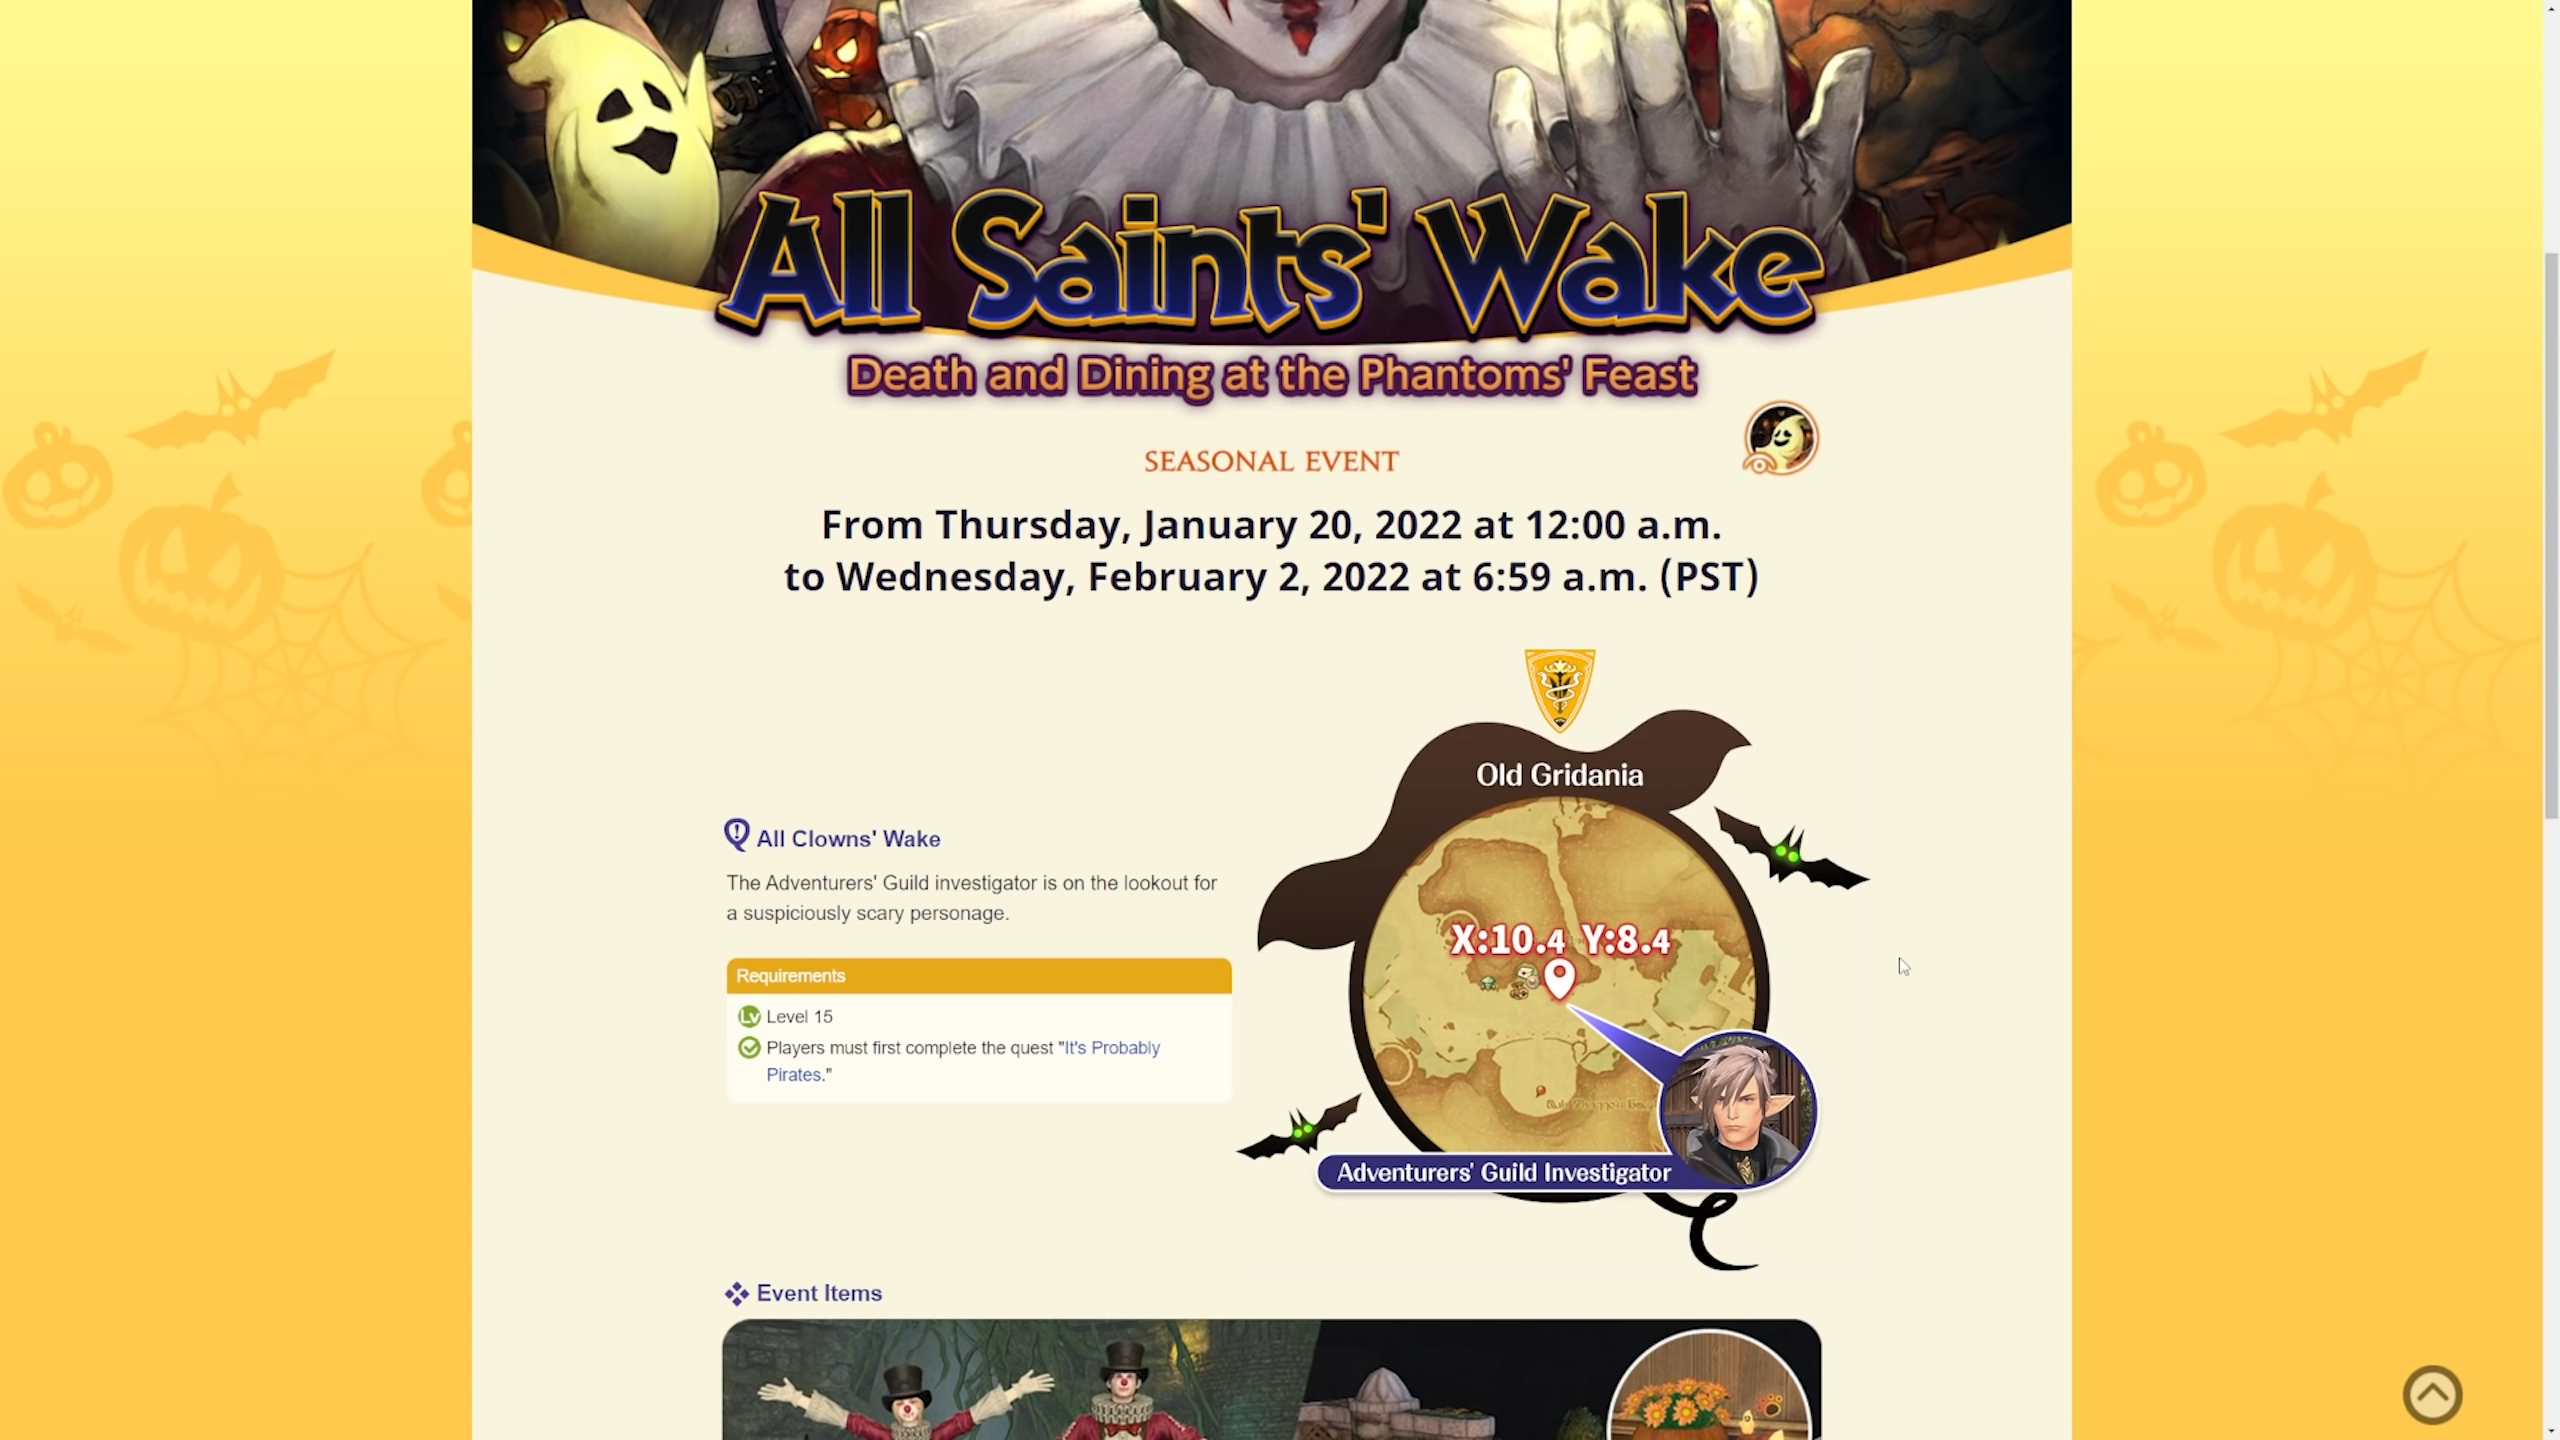 All Saints' Wake
Death and Dining at the Phantoms' Feast
SEASONAL EVENT
From Thursday, January 20, 2022 at 12:00 a.m.
to Wednesday, February 2, 2022 at 6:59 a.m. (PST)
Old Gridania
All Clowns' Wake
The Adventurers' Guild investigator is on the lookout for
a suspiciously scary personage.
X:10.4 Y:8.4
Requirements
Lv Level 15
Players must first complete the quest "It's Probably
Pirates."
Adventurers' Guild Investigator
Event Items